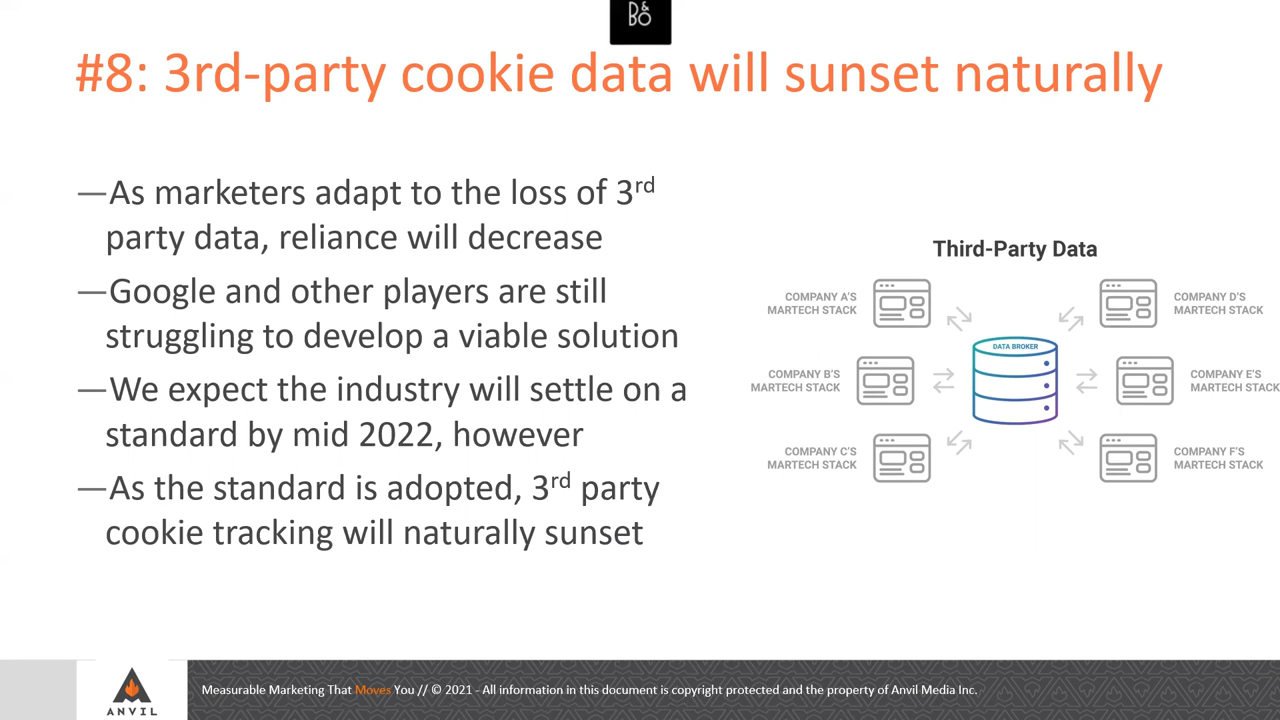 D&
BO
#8: 3rd-party cookie data will sunset naturally
—As marketers adapt to the loss of 3rd
party data, reliance will decrease
—Google and other players are still
struggling to develop a viable solution
—We expect the industry will settle on a
standard by mid 2022, however
—As the standard is adopted, 3rd party
cookie tracking will naturally sunset
Third-Party Data
COMPANY A'S
MARTECH STACK
COMPANY D'S
MARTECH STACK
DATA BROKER
COMPANY B'S
MARTECH STACK
COMPANY E'S
MARTECH STACK
COMPANY C'S
MARTECH STACK
COMPANY F'S
MARTECH STACK
ANVIL
Measurable Marketing That Moves You // © 2021 - All information in this document is copyright protected and the property of Anvil Media Inc.